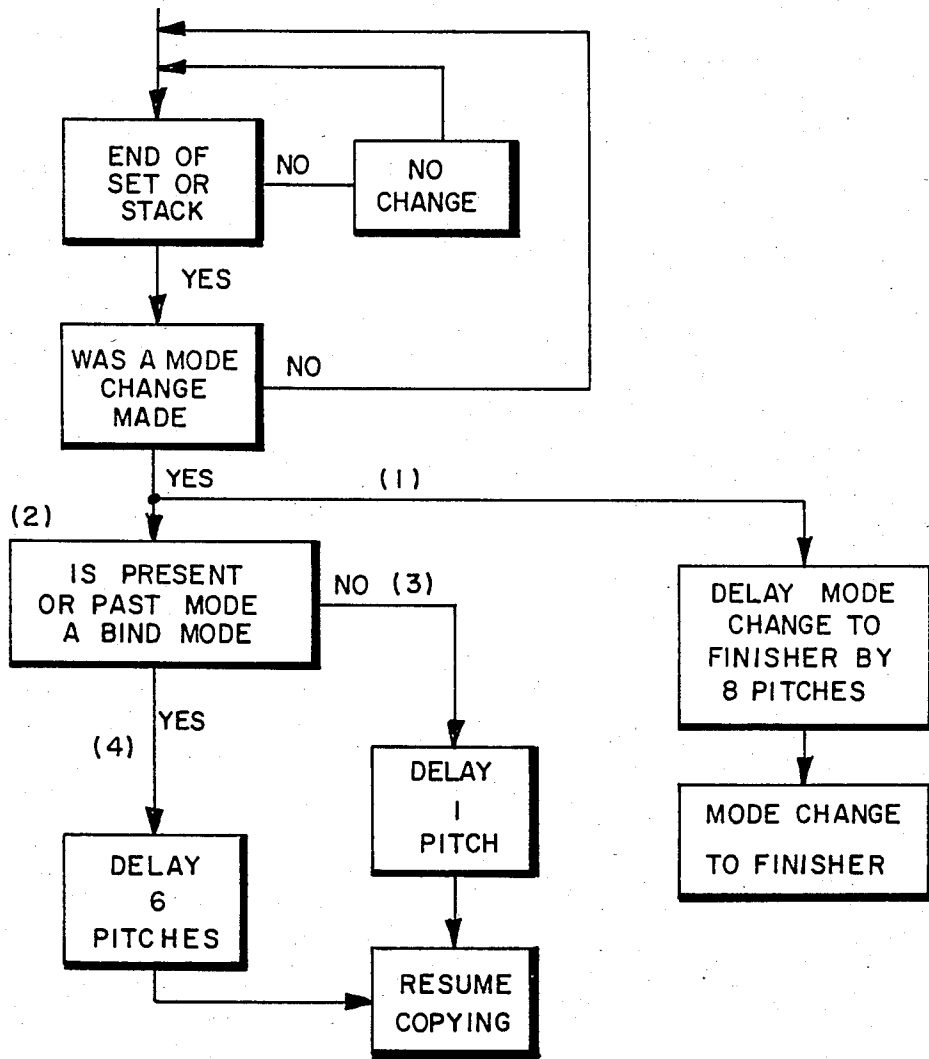 END OF
SET OR
STACK
NO
NO
CHANGE
YES
WAS A MODE
CHANGE
MADE
NO
YES
(1)
(2)
IS PRESENT
OR PAST MODE
A BIND MODE
NO (3)
DELAY MODE
CHANGE TO
FINISHER BY
8 PITCHES
YES
(4)
DELAY
1
PITCH
MODE CHANGE
TO FINISHER
DELAY
6
PITCHES
RESUME
COPYING